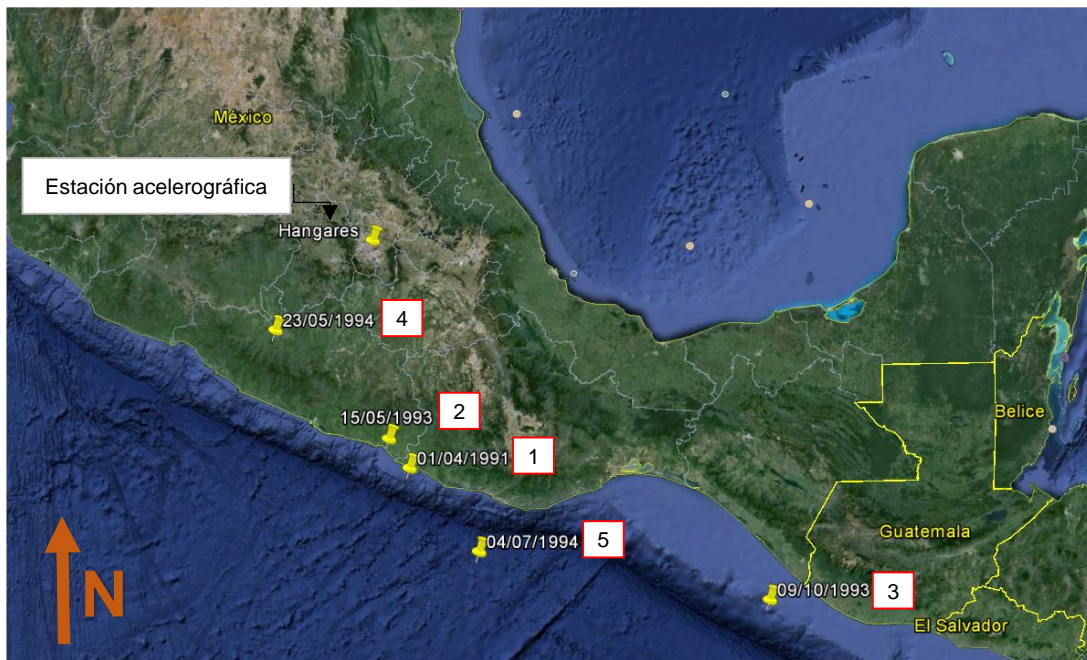 México
Estación acelerográfica
Hangares
23/05/1994 4
15/05/1993 2
01/04/1991 1
Belice
Guatemala
04/07/1994 5
09/10/1993 3
El Salvador
N